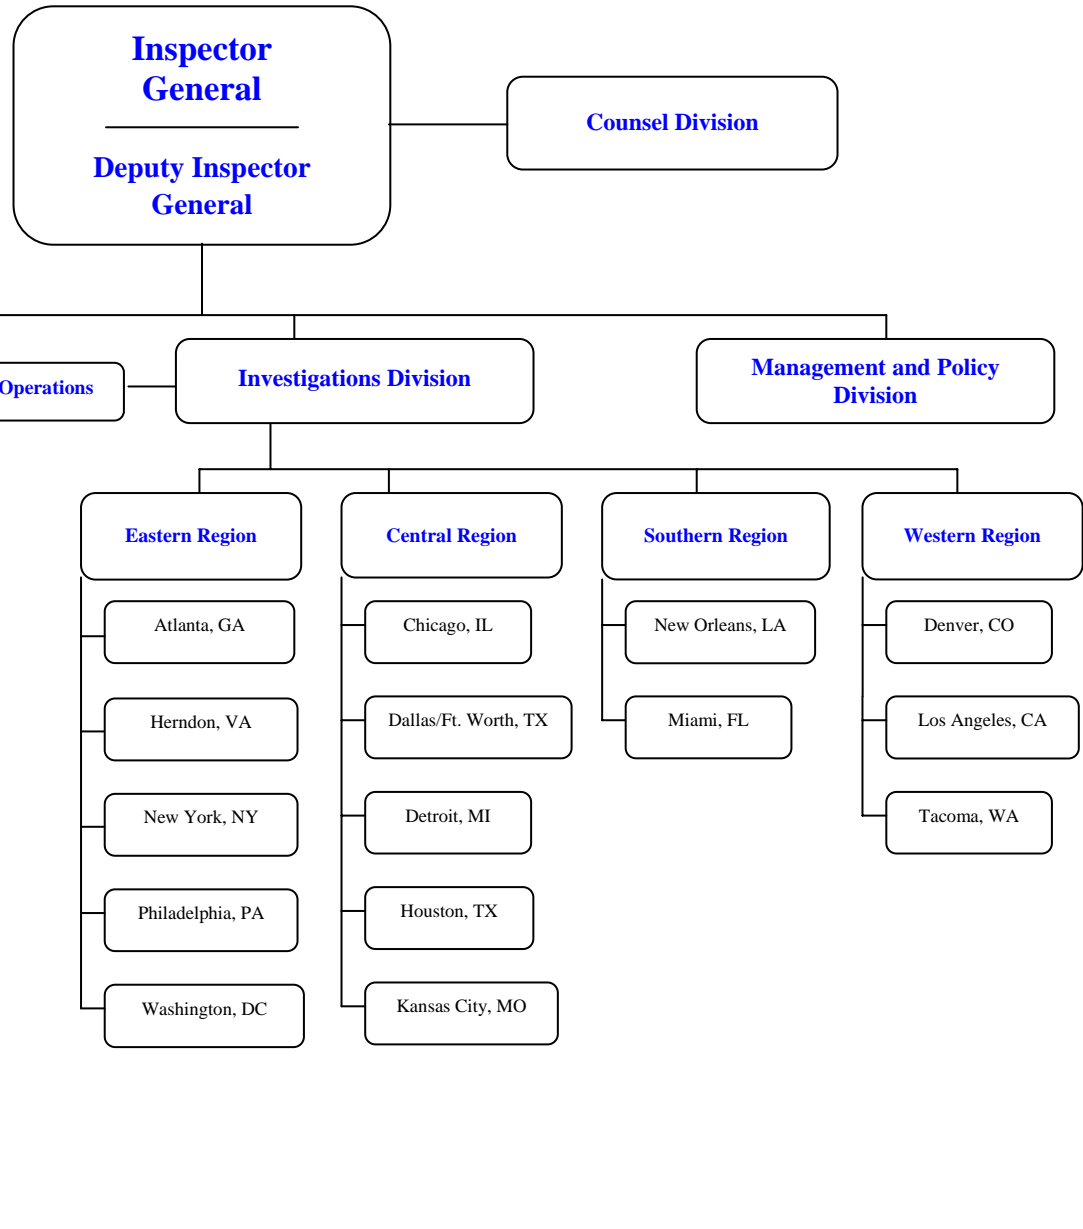 Inspector
General
Deputy Inspector
General
Counsel Division
Operations
Investigations Division
Management and Policy
Division
Eastern Region
Central Region
Southern Region
Western Region
Atlanta, GA
Chicago, IL
New Orleans, LA
Denver, CO
Herndon, VA
Dallas/Ft. Worth, TX
Miami, FL
Los Angeles, CA
New York, NY
Detroit, MI
Tacoma, WA
Philadelphia, PA
Houston, TX
Washington, DC
Kansas City, MO